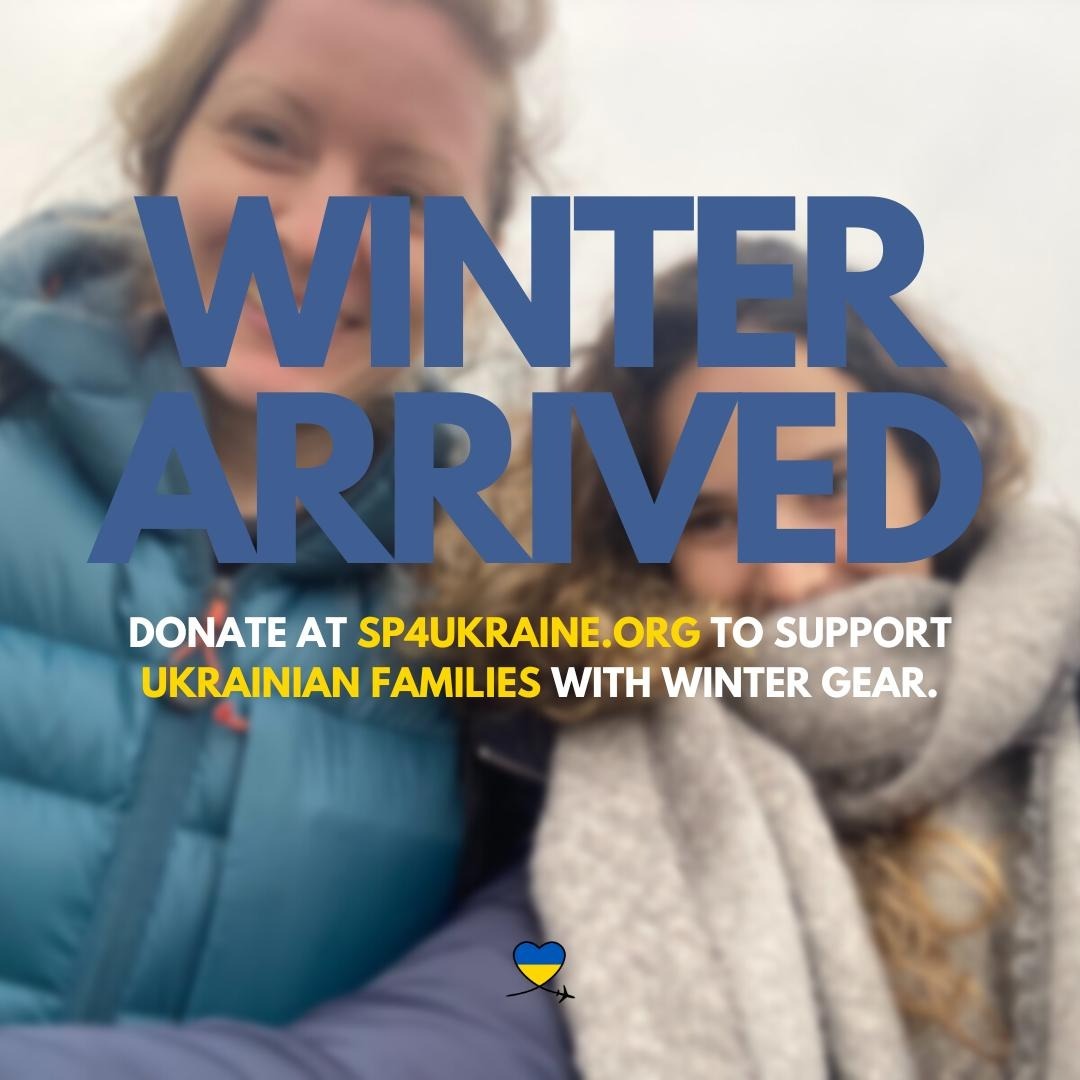 WINTER
ARRIVED
DONATE AT SP4UKRAINE.ORG TO SUPPORT
UKRAINIAN FAMILIES WITH WINTER GEAR.